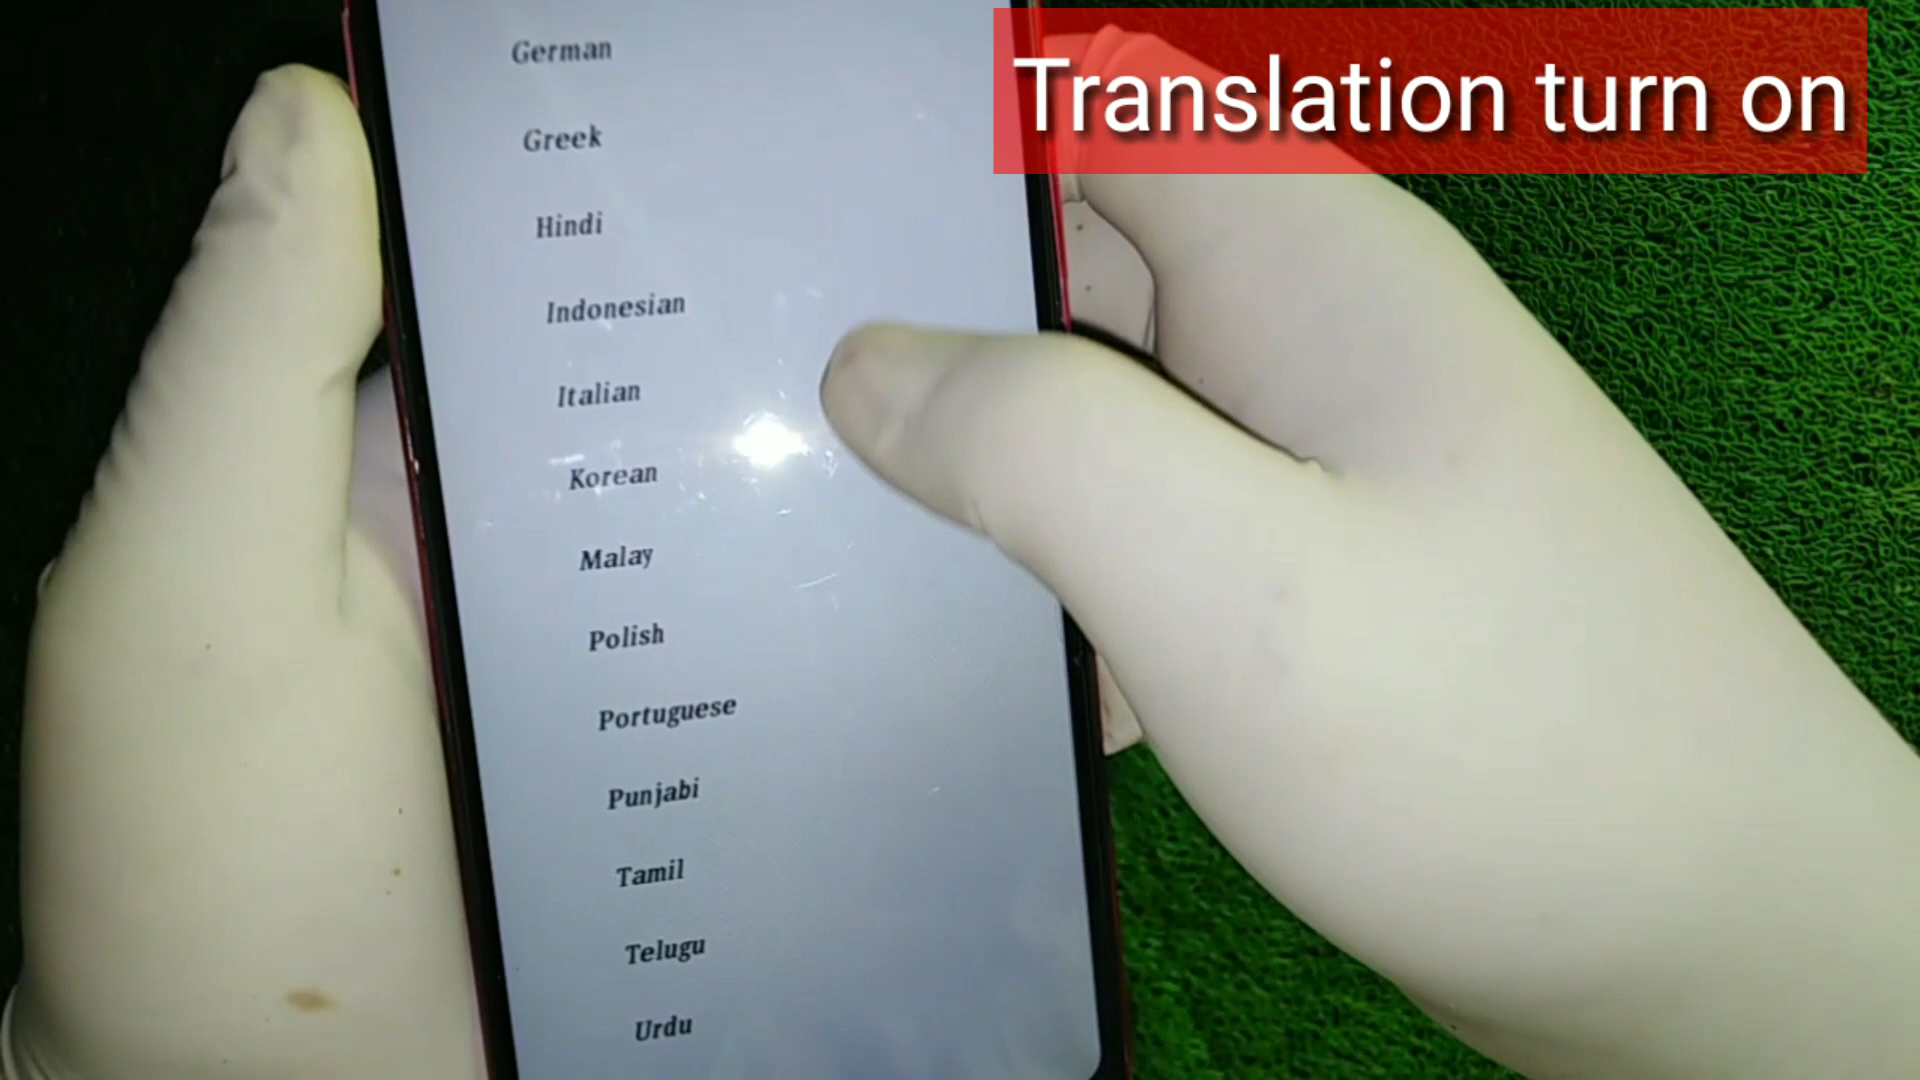 Translation turn on
German
Greek
Hindi
Indonesian
Italian
Korean
Malay
Polish
Portuguese
Punjabi
Tamil
Telugu
Urdu